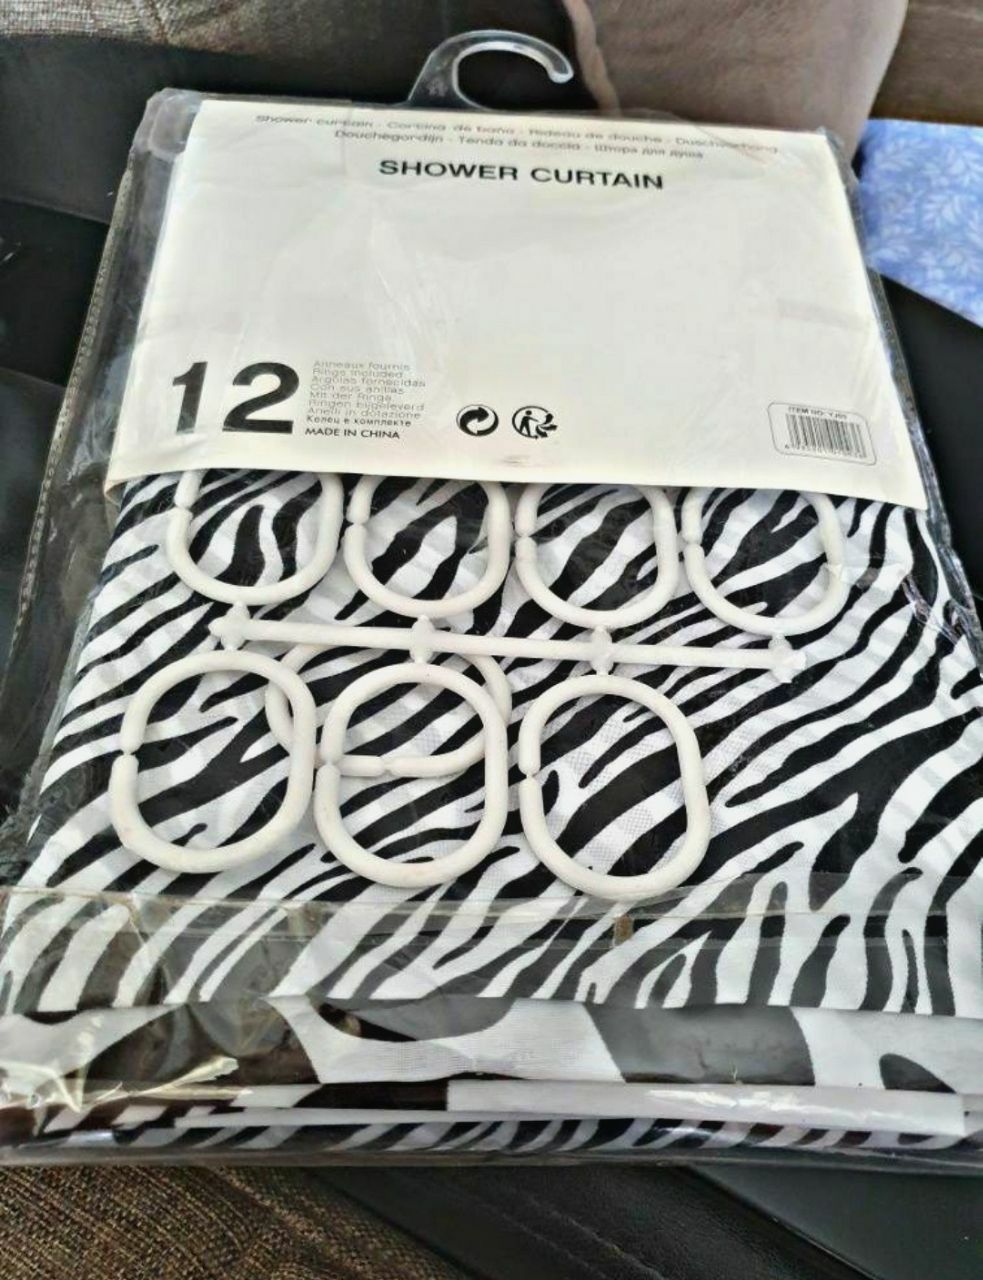 Shower curtain - Cortina de baño - Rideau de douche - Duschvorhang
Douchegordijn - Tenda da doccia - Штора для душа
SHOWER CURTAIN
12
Anneaux fournis
Rings included
Argolas fornecidas
Con sus anillas
Mit der Ringe
Ringen bijgeleverd
Anelli in dotazione
Колец в комплекте
MADE IN CHINA
ITEM NO: YJ01